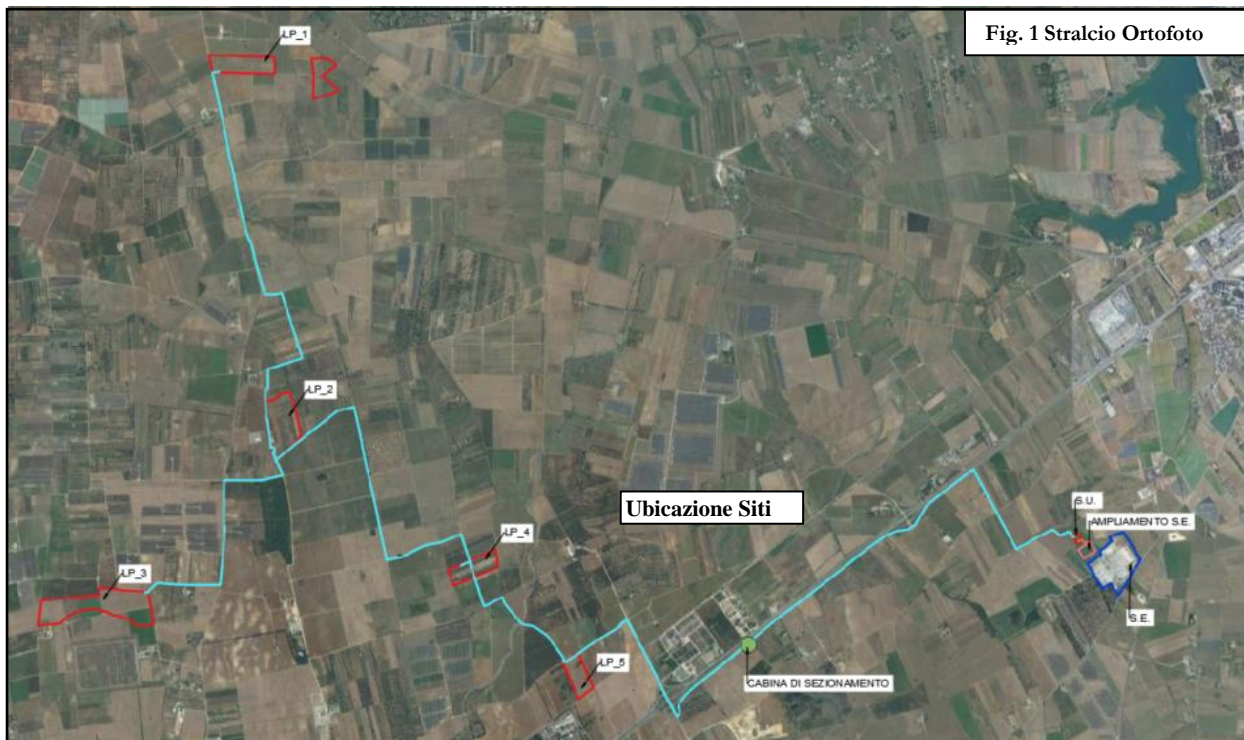 Fig. 1 Stralcio Ortofoto
LP_1
LP_2
Ubicazione Siti
S.U.
AMPLIAMENTO S.E.
LP_4
LP_3
S.E.
LP_5
CABINA DI SEZIONAMENTO